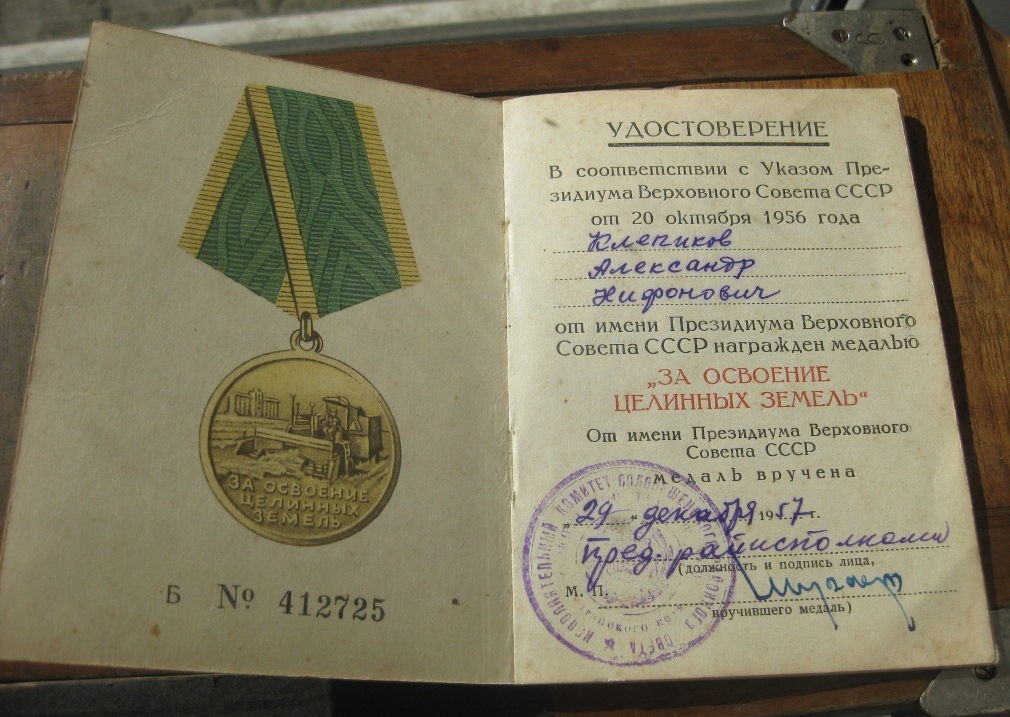 ЗА ОСВОЕНИЕ
ЦЕЛИННЫХ
ЗЕМЕЛЬ
Б № 412725
УДОСТОВЕРЕНИЕ
В соответствии с Указом Пре-
зидиума Верховного Совета СССР
от 20 октября 1956 года
Клепиков
Александр
Нифонович
от имени Президиума Верховного
Совета СССР награжден медалью
„ЗА ОСВОЕНИЕ
ЦЕЛИННЫХ ЗЕМЕЛЬ“
От имени Президиума Верховного
Совета СССР
медаль вручена
„29“ декабря 1957 г.
Пред. райисполкома
(должность и подпись лица,
М. П.
вручившего медаль)
ИСПОЛНИТЕЛЬНЫЙ КОМИТЕТ